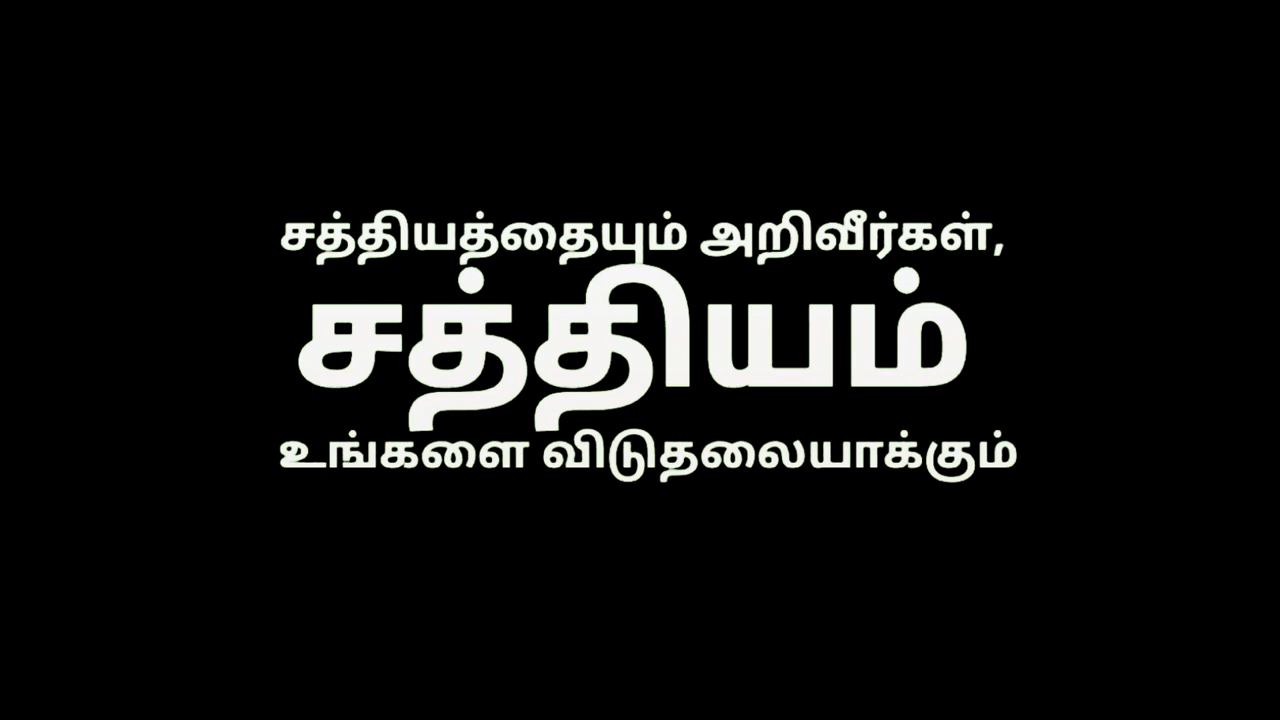 சத்தியத்தையும் அறிவீர்கள்,
சத்தியம்
உங்களை விடுதலையாக்கும்